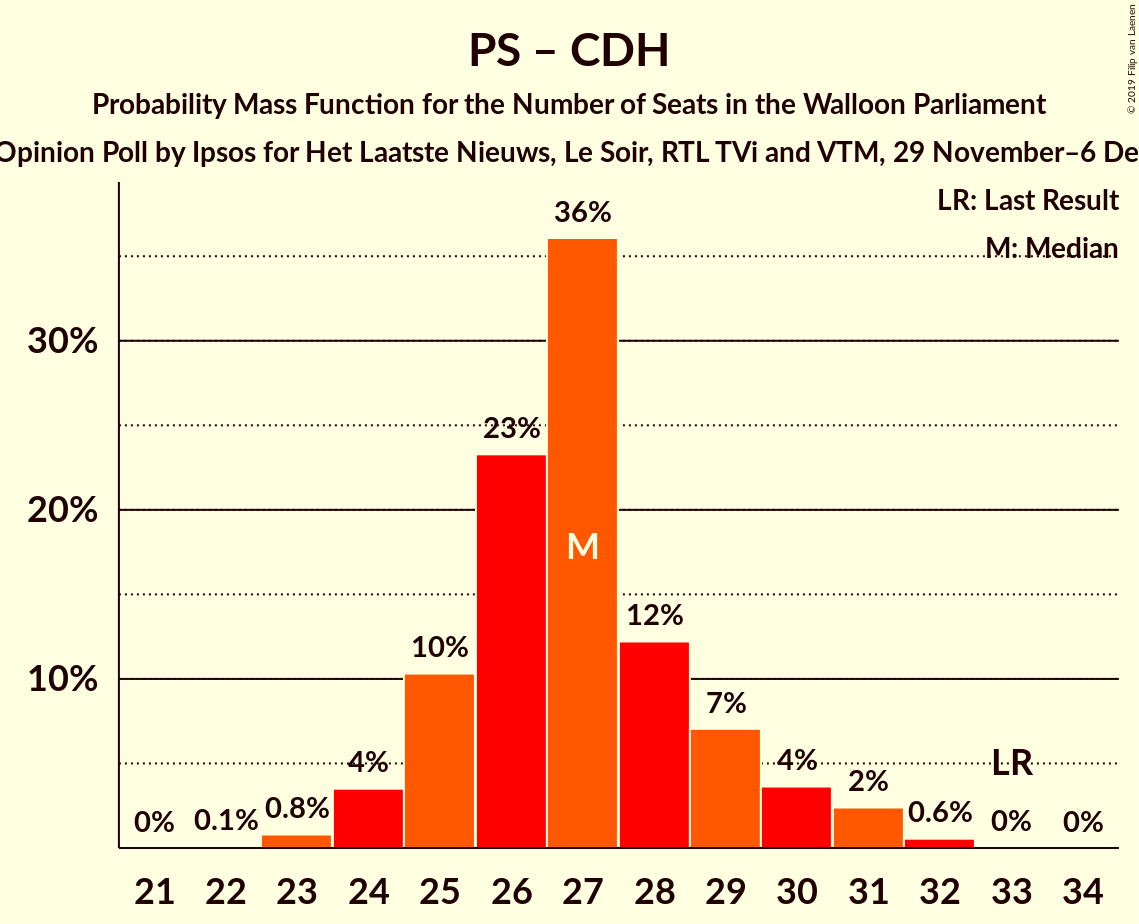 PS – CDH
Probability Mass Function for the Number of Seats in the Walloon Parliament
Opinion Poll by Ipsos for Het Laatste Nieuws, Le Soir, RTL TVi and VTM, 29 November–6 De
© 2019 Filip van Laenen
LR: Last Result
M: Median
36%
30%
23%
20%
M
12%
10%
10%
7%
4%
4%
2%
LR
0%
0.1%
0.8%
0.6%
0%
0%
21 22 23 24 25 26 27 28 29 30 31 32 33 34